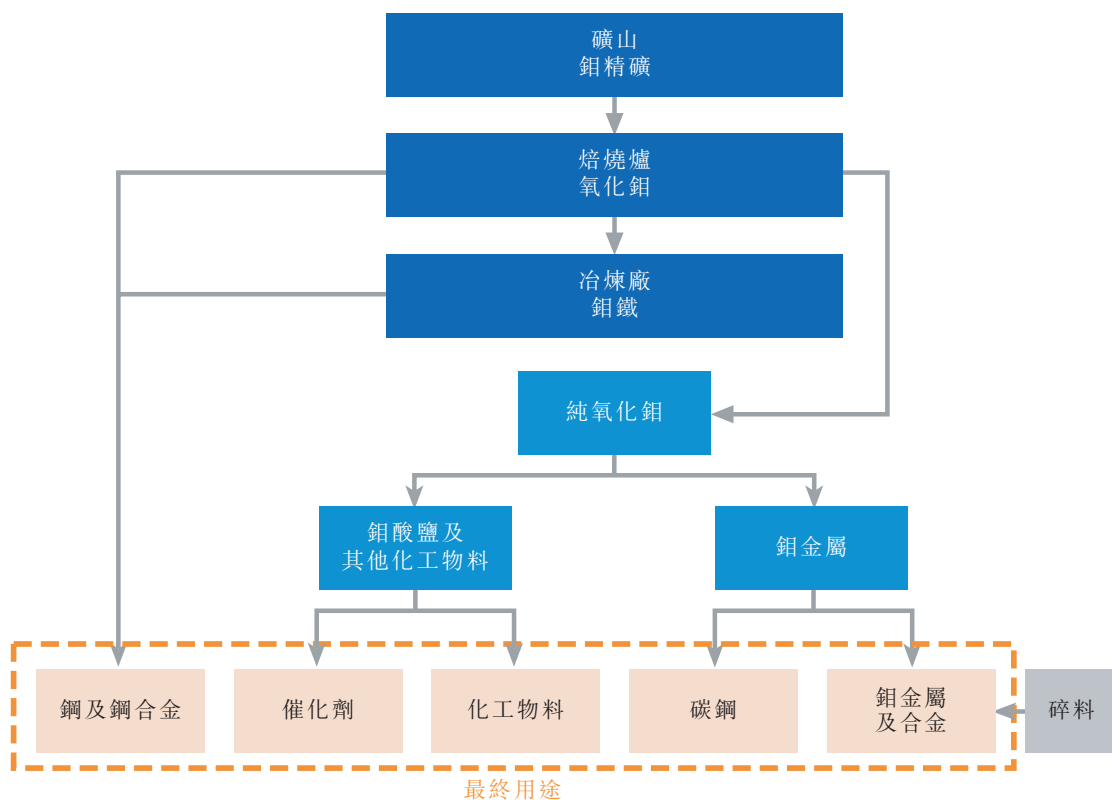 礦山
鉬精礦
焙燒爐
氧化鉬
冶煉廠
鉬鐵
純氧化鉬
鉬酸鹽及
其他化工物料
鉬金屬
鋼及鋼合金
催化劑
化工物料
碳鋼
鉬金屬
及合金
碎料
最終用途